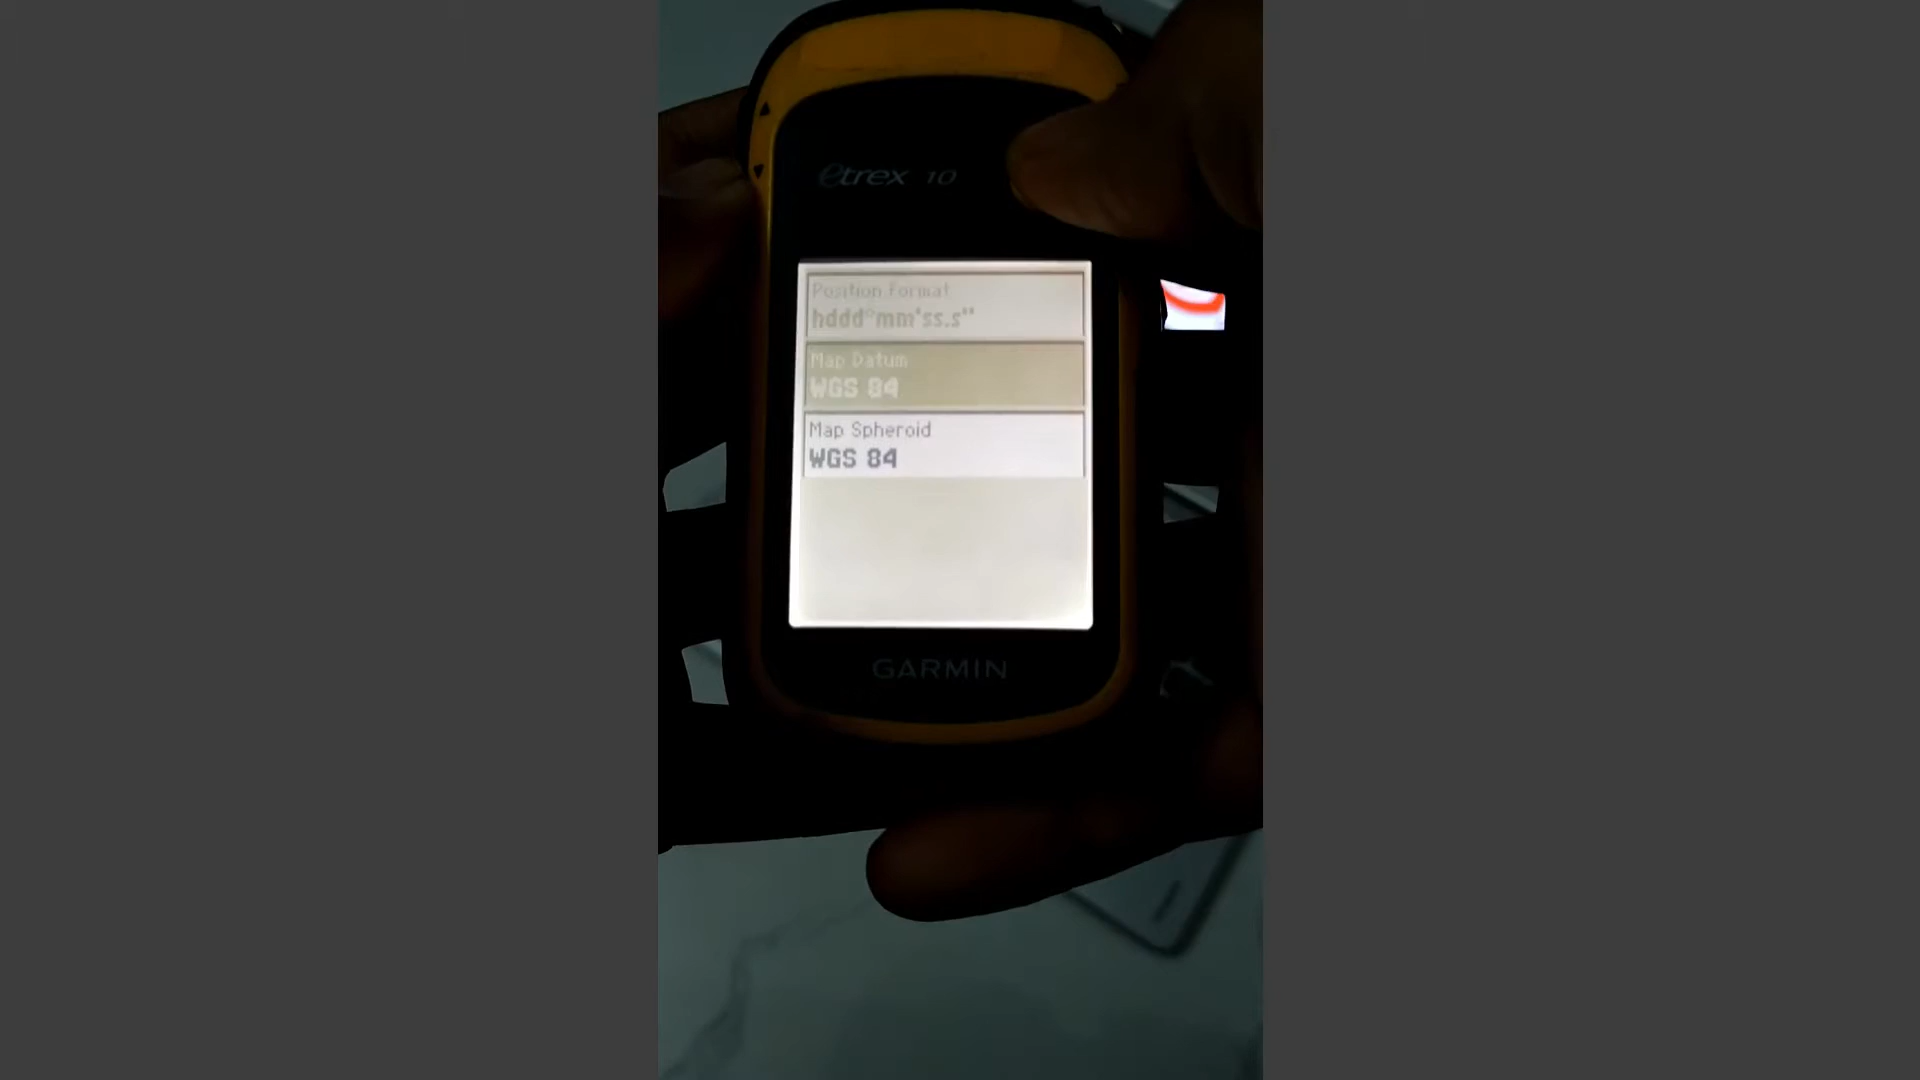 etrex 10
Position Format
hddd°mm'ss.s"
Map Datum
WGS 84
Map Spheroid
WGS 84
GARMIN